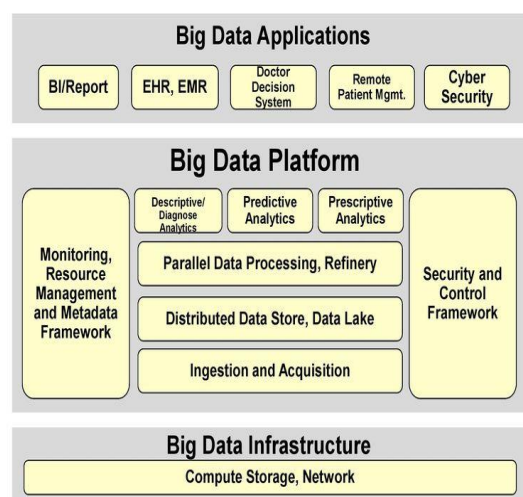 Big Data Applications
BI/Report
EHR, EMR
Doctor
Decision
System
Remote
Patient Mgmt.
Cyber
Security
Big Data Platform
Monitoring,
Resource
Management
and Metadata
Framework
Descriptive/
Diagnose
Analytics
Predictive
Analytics
Prescriptive
Analytics
Parallel Data Processing, Refinery
Distributed Data Store, Data Lake
Ingestion and Acquisition
Security and
Control
Framework
Big Data Infrastructure
Compute Storage, Network